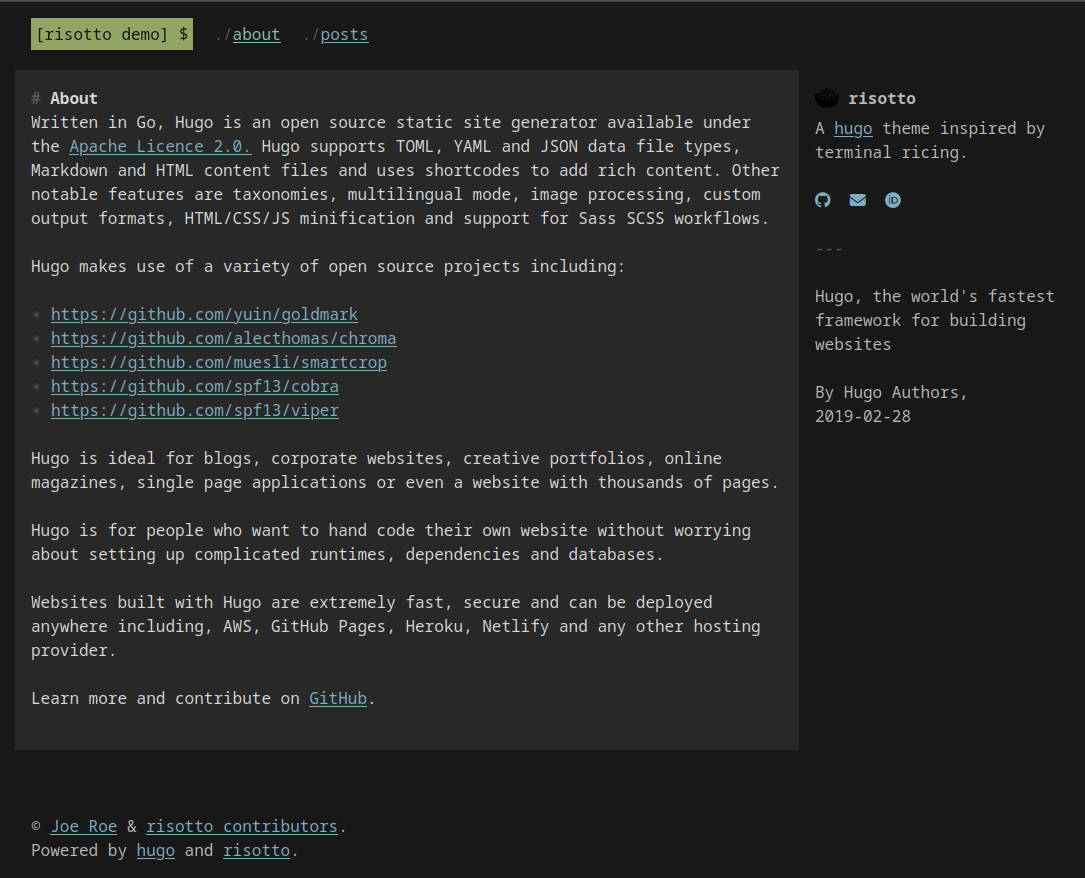 [risotto demo] $ ./about ./posts
# About
Written in Go, Hugo is an open source static site generator available under
the Apache Licence 2.0. Hugo supports TOML, YAML and JSON data file types,
Markdown and HTML content files and uses shortcodes to add rich content. Other
notable features are taxonomies, multilingual mode, image processing, custom
output formats, HTML/CSS/JS minification and support for Sass SCSS workflows.
Hugo makes use of a variety of open source projects including:
* https://github.com/yuin/goldmark
* https://github.com/alecthomas/chroma
* https://github.com/muesli/smartcrop
* https://github.com/spf13/cobra
* https://github.com/spf13/viper
Hugo is ideal for blogs, corporate websites, creative portfolios, online
magazines, single page applications or even a website with thousands of pages.
Hugo is for people who want to hand code their own website without worrying
about setting up complicated runtimes, dependencies and databases.
Websites built with Hugo are extremely fast, secure and can be deployed
anywhere including, AWS, GitHub Pages, Heroku, Netlify and any other hosting
provider.
Learn more and contribute on GitHub.
risotto
A hugo theme inspired by
terminal ricing.
iD
---
Hugo, the world's fastest
framework for building
websites
By Hugo Authors,
2019-02-28
© Joe Roe & risotto contributors.
Powered by hugo and risotto.